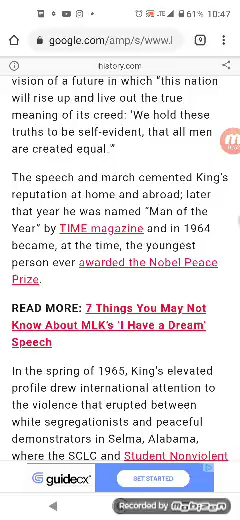 61% 10:47
google.com/amp/s/www.l
9
history.com
vision of a future in which “this nation
will rise up and live out the true
meaning of its creed: 'We hold these
truths to be self-evident, that all men
are created equal.”
The speech and march cemented King's
reputation at home and abroad; later
that year he was named “Man of the
Year” by TIME magazine and in 1964
became, at the time, the youngest
person ever awarded the Nobel Peace
Prize.
READ MORE: 7 Things You May Not
Know About MLK's 'I Have a Dream'
Speech
In the spring of 1965, King's elevated
profile drew international attention to
the violence that erupted between
white segregationists and peaceful
demonstrators in Selma, Alabama,
where the SCLC and Student Nonviolent
guidecx GET STARTED
Recorded by mobizen